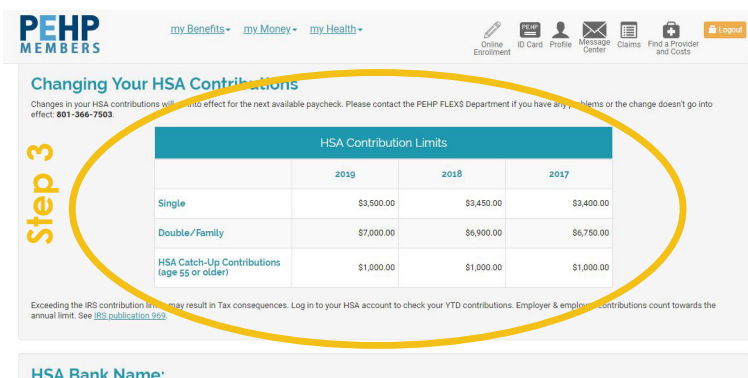 PEHP
MEMBERS
my Benefits my Money my Health
Online Enrollment
PEHP
ID Card
Profile
Message Center
Claims
Find a Provider and Costs
Logout
Changing Your HSA Contributions
Changes in your HSA contributions will into effect for the next available paycheck. Please contact the PEHP FLEX$ Department if you have any problems or the change doesn't go into
effect: 801-366-7503.
Step 3
HSA Contribution Limits
2019 2018 2017
Single $3,500.00 $3,450.00 $3,400.00
Double/Family $7,000.00 $6,900.00 $6,750.00
HSA Catch-Up Contributions
(age 55 or older) $1,000.00 $1,000.00 $1,000.00
Exceeding the IRS contribution limits may result in Tax consequences. Log in to your HSA account to check your YTD contributions. Employer & employee contributions count towards the
annual limit. See IRS publication 969.
HSA Bank Name: